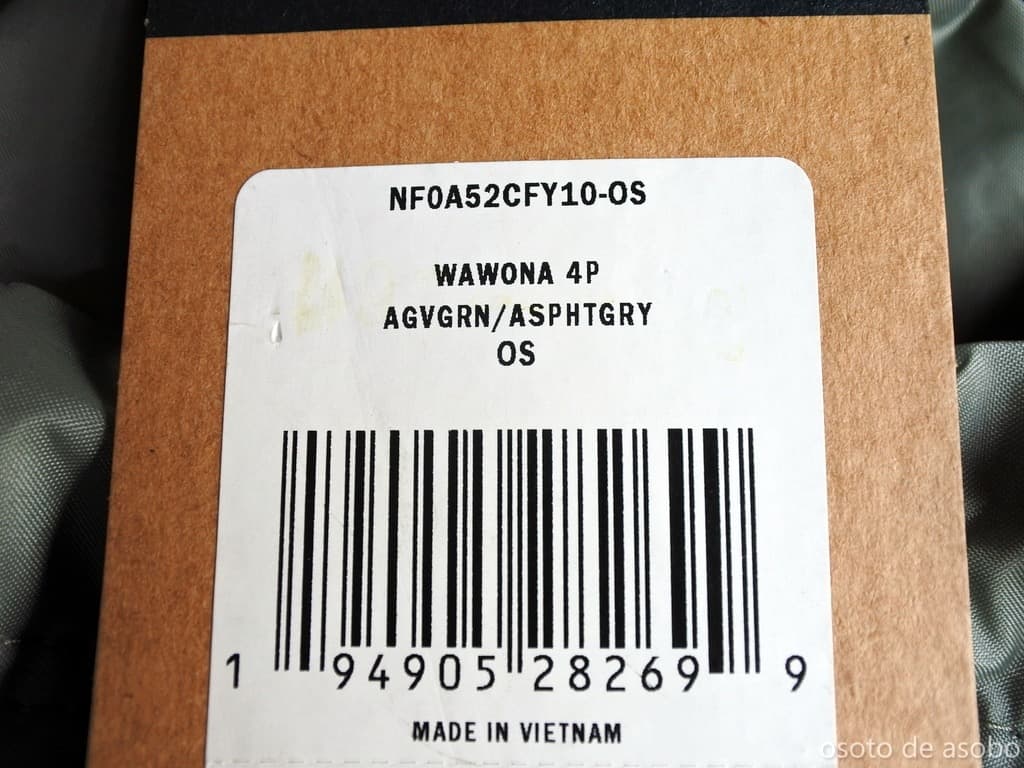 NF0A52CFY10-OS
WAWONA 4P
AGVGRN/ASPHTGRY
OS
1 94905 28269 9
MADE IN VIETNAM
osoto de asobo